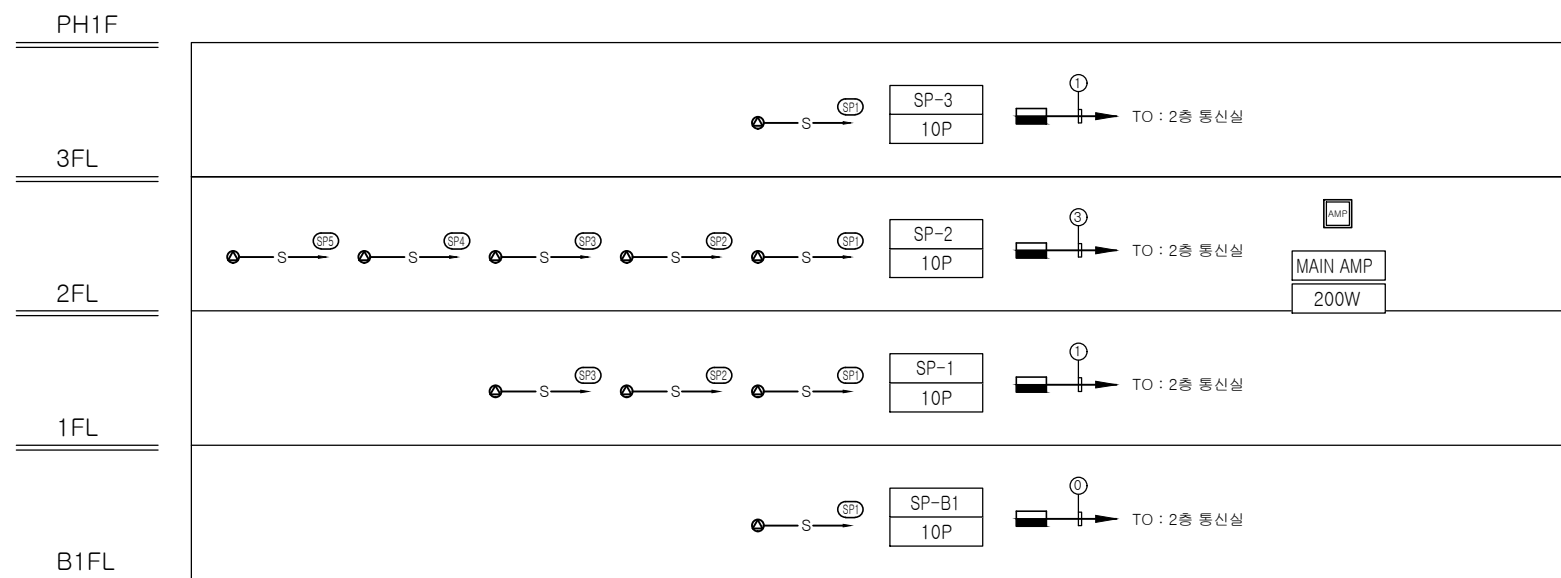 PH1F
① 
SP1 SP-3
S 10P TO : 2층 통신실
3FL
③
SP5 SP4 SP3 SP2 SP1 SP-2 AMP
S S S S S 10P TO : 2층 통신실
MAIN AMP
2FL
200W
①
SP3 SP2 SP1 SP-1
S S S 10P TO : 2층 통신실
1FL
⓪
SP1 SP-B1
S 10P TO : 2층 통신실
B1FL